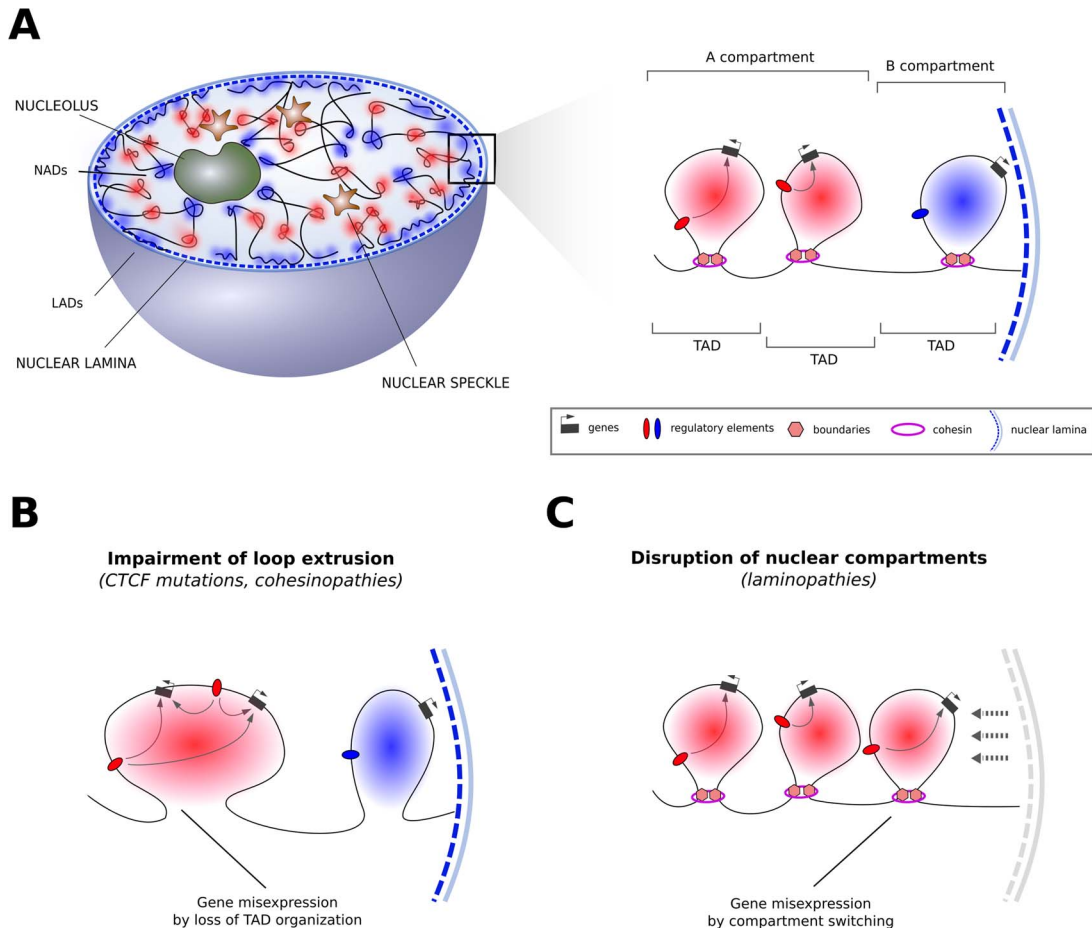 A
NUCLEOLUS
NADs
LADs
NUCLEAR LAMINA
NUCLEAR SPECKLE
A compartment
B compartment
TAD
TAD
TAD
genes
regulatory elements
boundaries
cohesin
nuclear lamina
B
Impairment of loop extrusion
(CTCF mutations, cohesinopathies)
Gene misexpression
by loss of TAD organization
C
Disruption of nuclear compartments
(laminopathies)
Gene misexpression
by compartment switching